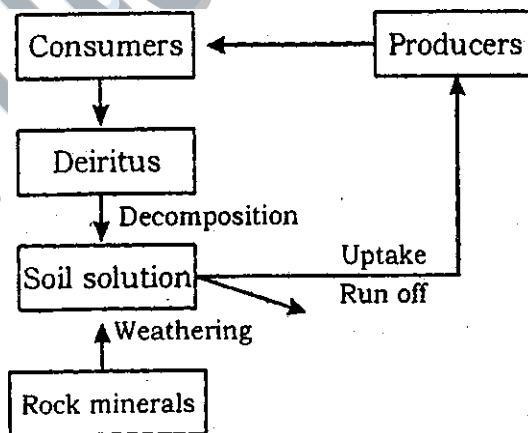 Consumers
Producers
Deiritus
Decomposition
Soil solution
Uptake
Run off
Weathering
Rock minerals